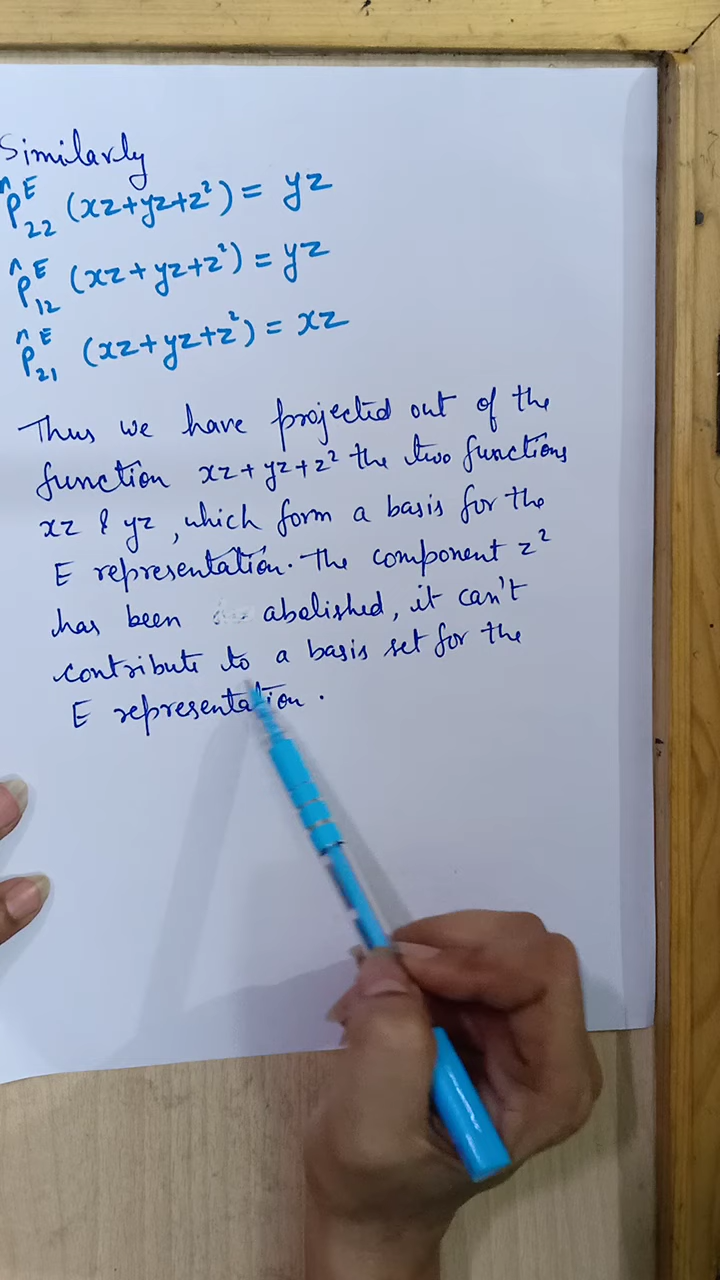 Similarly
P̂ᴱ₂₂ (xz+yz+z²) = yz
P̂ᴱ₁₂ (xz+yz+z²) = yz
P̂ᴱ₂₁ (xz+yz+z²) = xz
Thus we have projected out of the
function xz+yz+z² the two functions
xz & yz, which form a basis for the
E representation. The component z²
has been abolished, it can't
contribute to a basis set for the
E representation.